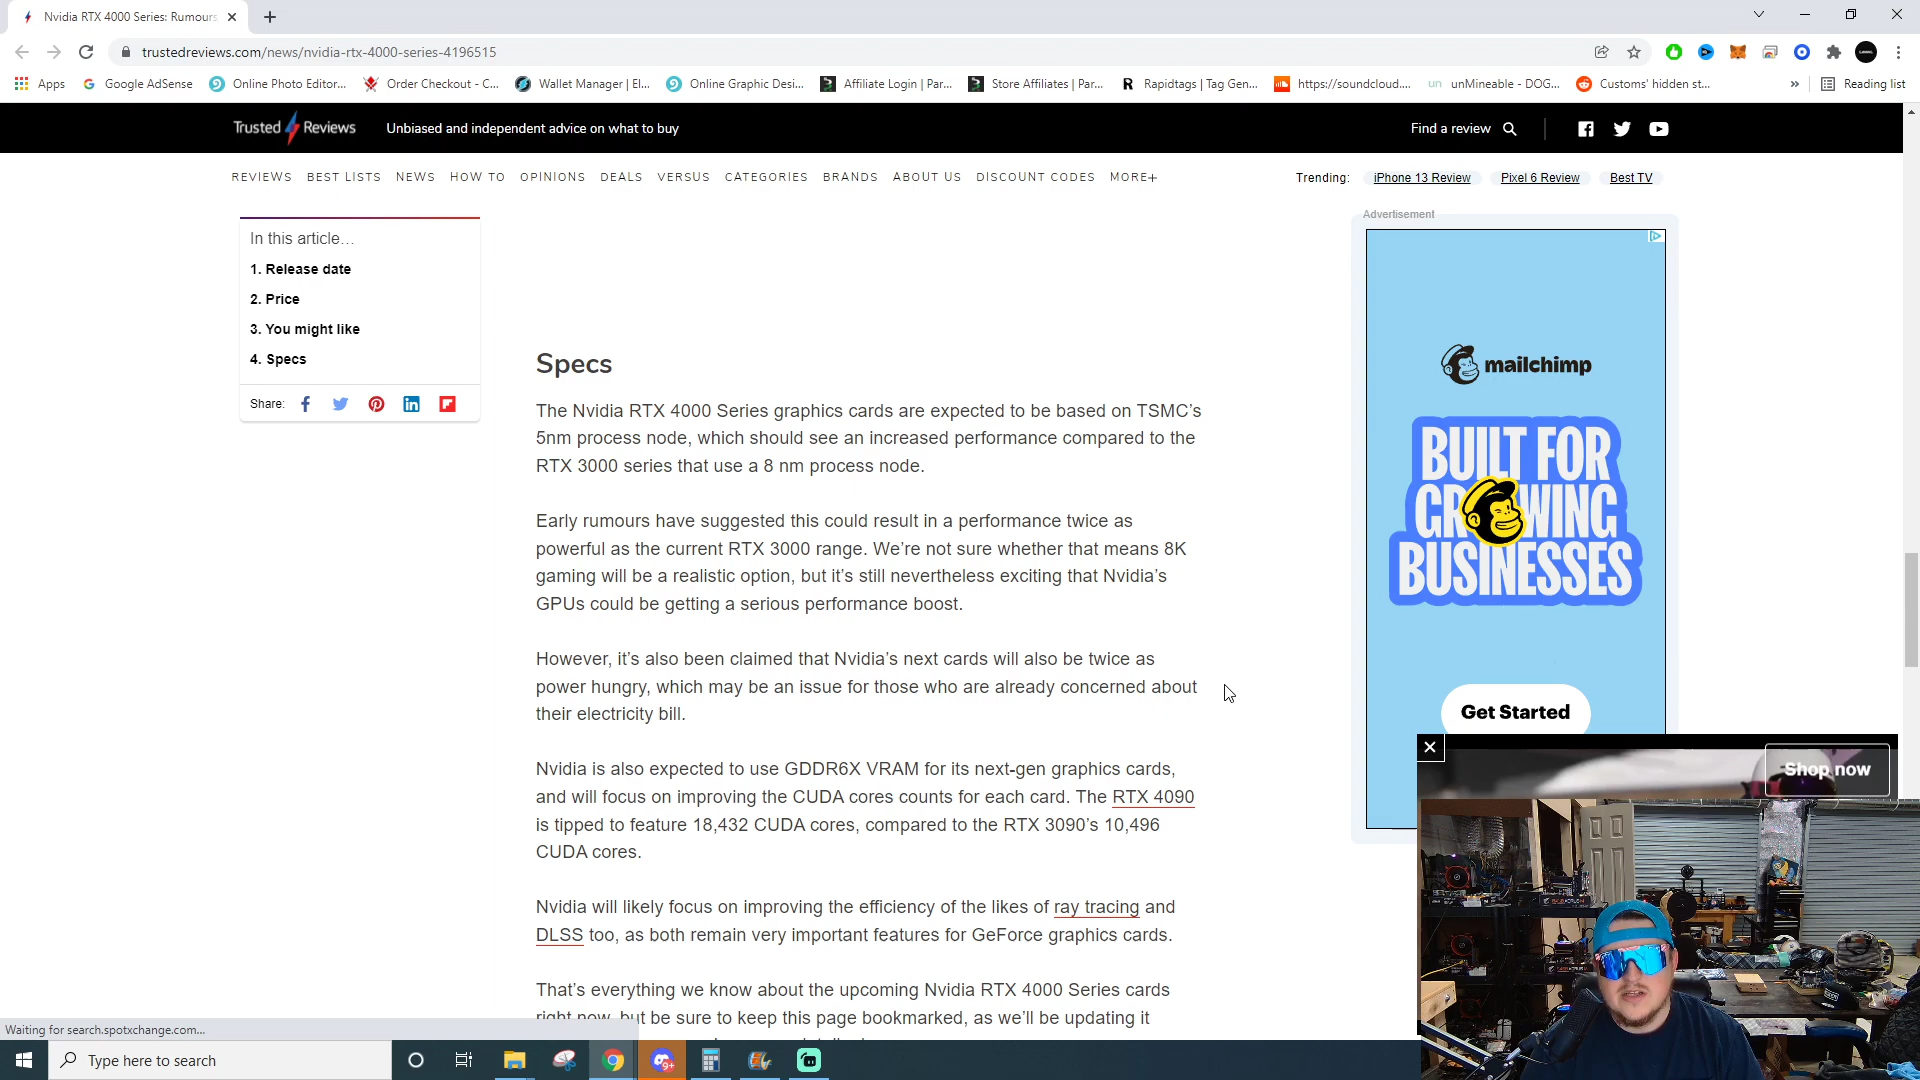 Nvidia RTX 4000 Series: Rumours
trustedreviews.com/news/nvidia-rtx-4000-series-4196515
Apps
Google AdSense
Online Photo Editor...
Order Checkout - C...
Wallet Manager | El...
Online Graphic Desi...
Affiliate Login | Par...
Store Affiliates | Par...
Rapidtags | Tag Gen...
https://soundcloud....
unMineable - DOG...
Customs' hidden st...
»
Reading list
Trusted Reviews
Unbiased and independent advice on what to buy
Find a review
REVIEWS BEST LISTS NEWS HOW TO OPINIONS DEALS VERSUS CATEGORIES BRANDS ABOUT US DISCOUNT CODES MORE+
Trending: iPhone 13 Review Pixel 6 Review Best TV
In this article…
1. Release date
2. Price
3. You might like
4. Specs
Share:
Specs
The Nvidia RTX 4000 Series graphics cards are expected to be based on TSMC's
5nm process node, which should see an increased performance compared to the
RTX 3000 series that use a 8 nm process node.
Early rumours have suggested this could result in a performance twice as
powerful as the current RTX 3000 range. We're not sure whether that means 8K
gaming will be a realistic option, but it's still nevertheless exciting that Nvidia's
GPUs could be getting a serious performance boost.
However, it's also been claimed that Nvidia's next cards will also be twice as
power hungry, which may be an issue for those who are already concerned about
their electricity bill.
Nvidia is also expected to use GDDR6X VRAM for its next-gen graphics cards,
and will focus on improving the CUDA cores counts for each card. The RTX 4090
is tipped to feature 18,432 CUDA cores, compared to the RTX 3090's 10,496
CUDA cores.
Nvidia will likely focus on improving the efficiency of the likes of ray tracing and
DLSS too, as both remain very important features for GeForce graphics cards.
That's everything we know about the upcoming Nvidia RTX 4000 Series cards
right now, but be sure to keep this page bookmarked, as we'll be updating it
Advertisement
mailchimp
BUILT FOR
GR WING
BUSINESSES
Get Started
Shop now
Waiting for search.spotxchange.com...
Type here to search
9+